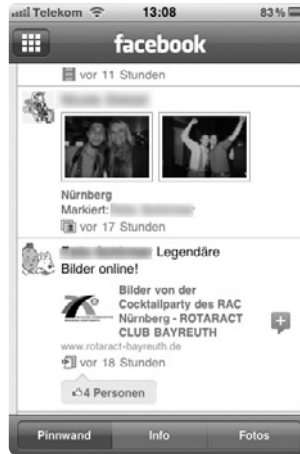 Telekom 13:08 83%
facebook
vor 11 Stunden
Nürnberg
Markiert:
vor 17 Stunden
Legendäre
Bilder online!
Bilder von der
Cocktailparty des RAC
Nürnberg - ROTARACT
CLUB BAYREUTH
www.rotaract-bayreuth.de
vor 18 Stunden
4 Personen
Pinnwand Info Fotos